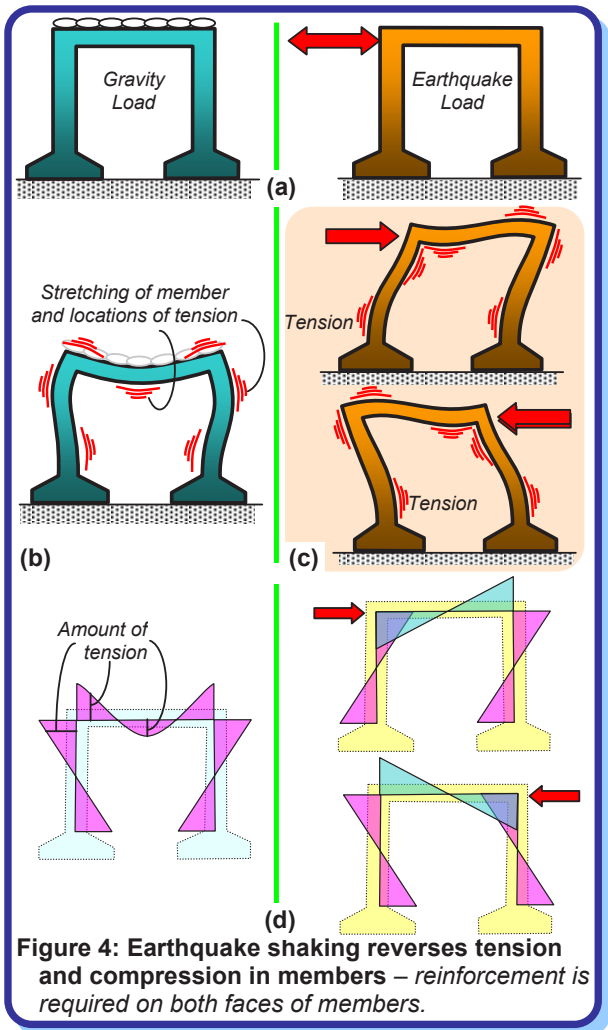 Gravity
Load
Earthquake
Load
(a)
Stretching of member
and locations of tension
Tension
Tension
(b)
(c)
Amount of
tension
(d)
Figure 4: Earthquake shaking reverses tension
and compression in members – reinforcement is
required on both faces of members.